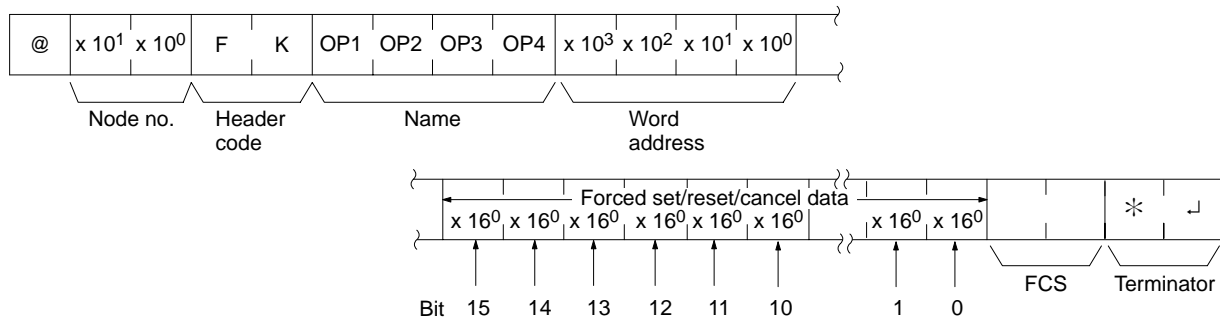 @ x 10¹ x 10⁰ F K OP1 OP2 OP3 OP4 x 10³ x 10² x 10¹ x 10⁰
Node no. Header code Name Word address
Forced set/reset/cancel data
x 16⁰ x 16⁰ x 16⁰ x 16⁰ x 16⁰ x 16⁰ x 16⁰ x 16⁰ * ↵
FCS Terminator
Bit 15 14 13 12 11 10 1 0